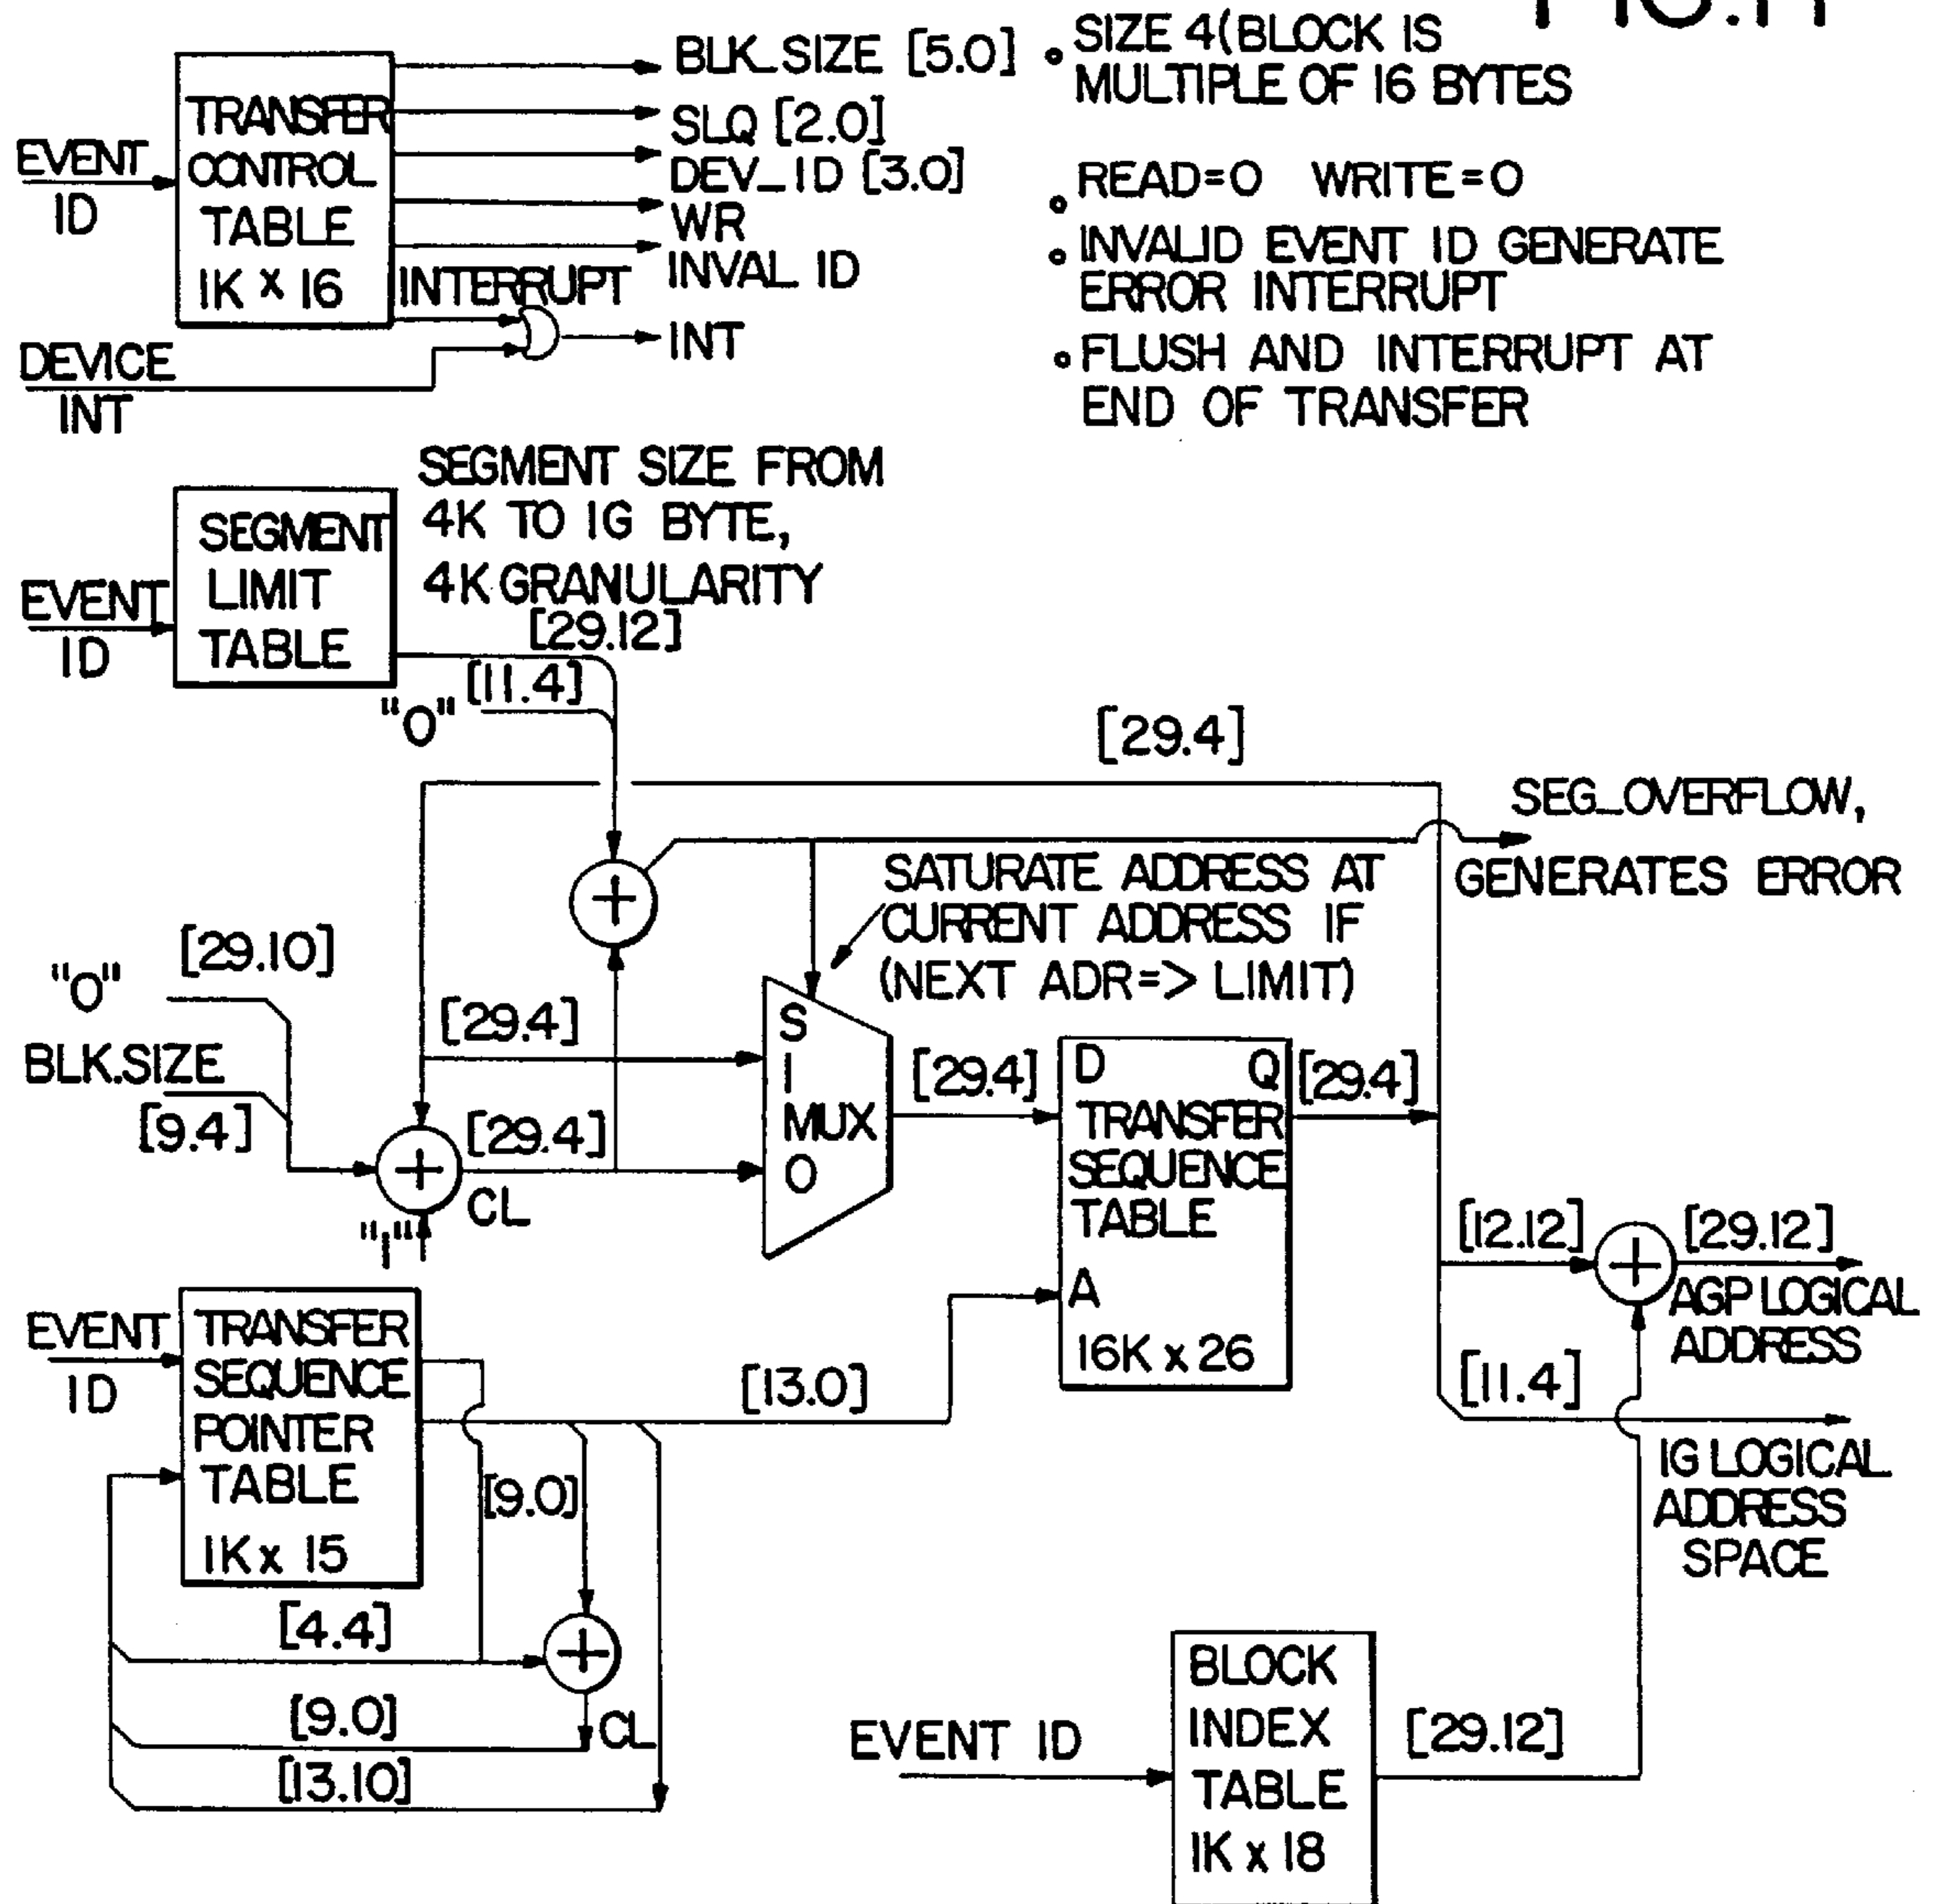 BLK_SIZE [5.0]
SIZE 4(BLOCK IS
MULTIPLE OF 16 BYTES
TRANSFER
CONTROL
TABLE
1K X 16
EVENT
ID
SLQ [2.0]
DEV_ID [3.0]
WR
INVAL ID
INTERRUPT
INT
DEVICE
INT
READ=0 WRITE=0
INVALID EVENT ID GENERATE
ERROR INTERRUPT
FLUSH AND INTERRUPT AT
END OF TRANSFER
SEGMENT SIZE FROM
4K TO 1G BYTE,
4K GRANULARITY
SEGMENT
LIMIT
TABLE
EVENT
ID
[29.12]
[11.4]
"0"
[29.4]
SEG_OVERFLOW,
GENERATES ERROR
+
SATURATE ADDRESS AT
CURRENT ADDRESS IF
(NEXT ADR=> LIMIT)
"0"
[29.10]
BLK.SIZE
[9.4]
[29.4]
+
[29.4]
CL
"1"
S
1
MUX
0
[29.4]
D Q
TRANSFER
SEQUENCE
TABLE
A
16K x 26
[29.4]
[12.12]
+
[29.12]
AGP LOGICAL
ADDRESS
[11.4]
1G LOGICAL
ADDRESS
SPACE
EVENT
ID
TRANSFER
SEQUENCE
POINTER
TABLE
1K x 15
[13.0]
[9.0]
[4.4]
+
[9.0]
CL
[13.10]
EVENT ID
BLOCK
INDEX
TABLE
1K x 18
[29.12]